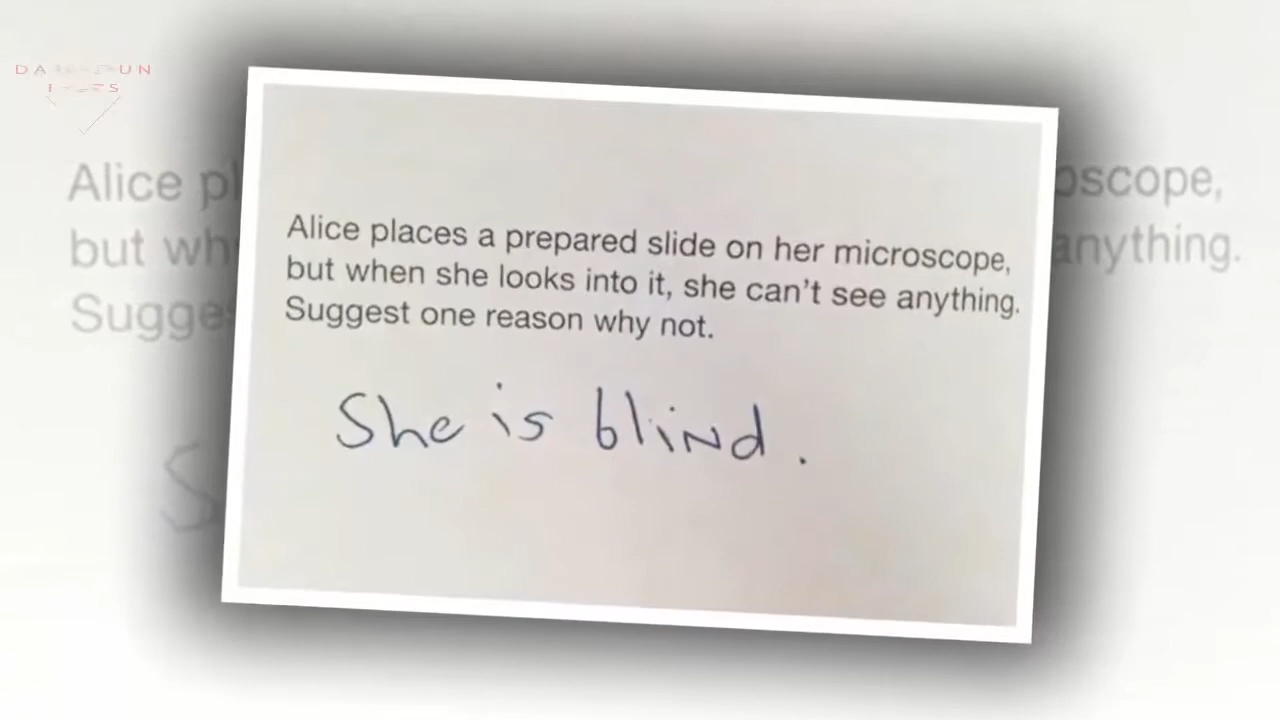 Alice places a prepared slide on her microscope,
but when she looks into it, she can't see anything.
Suggest one reason why not.
She is blind.